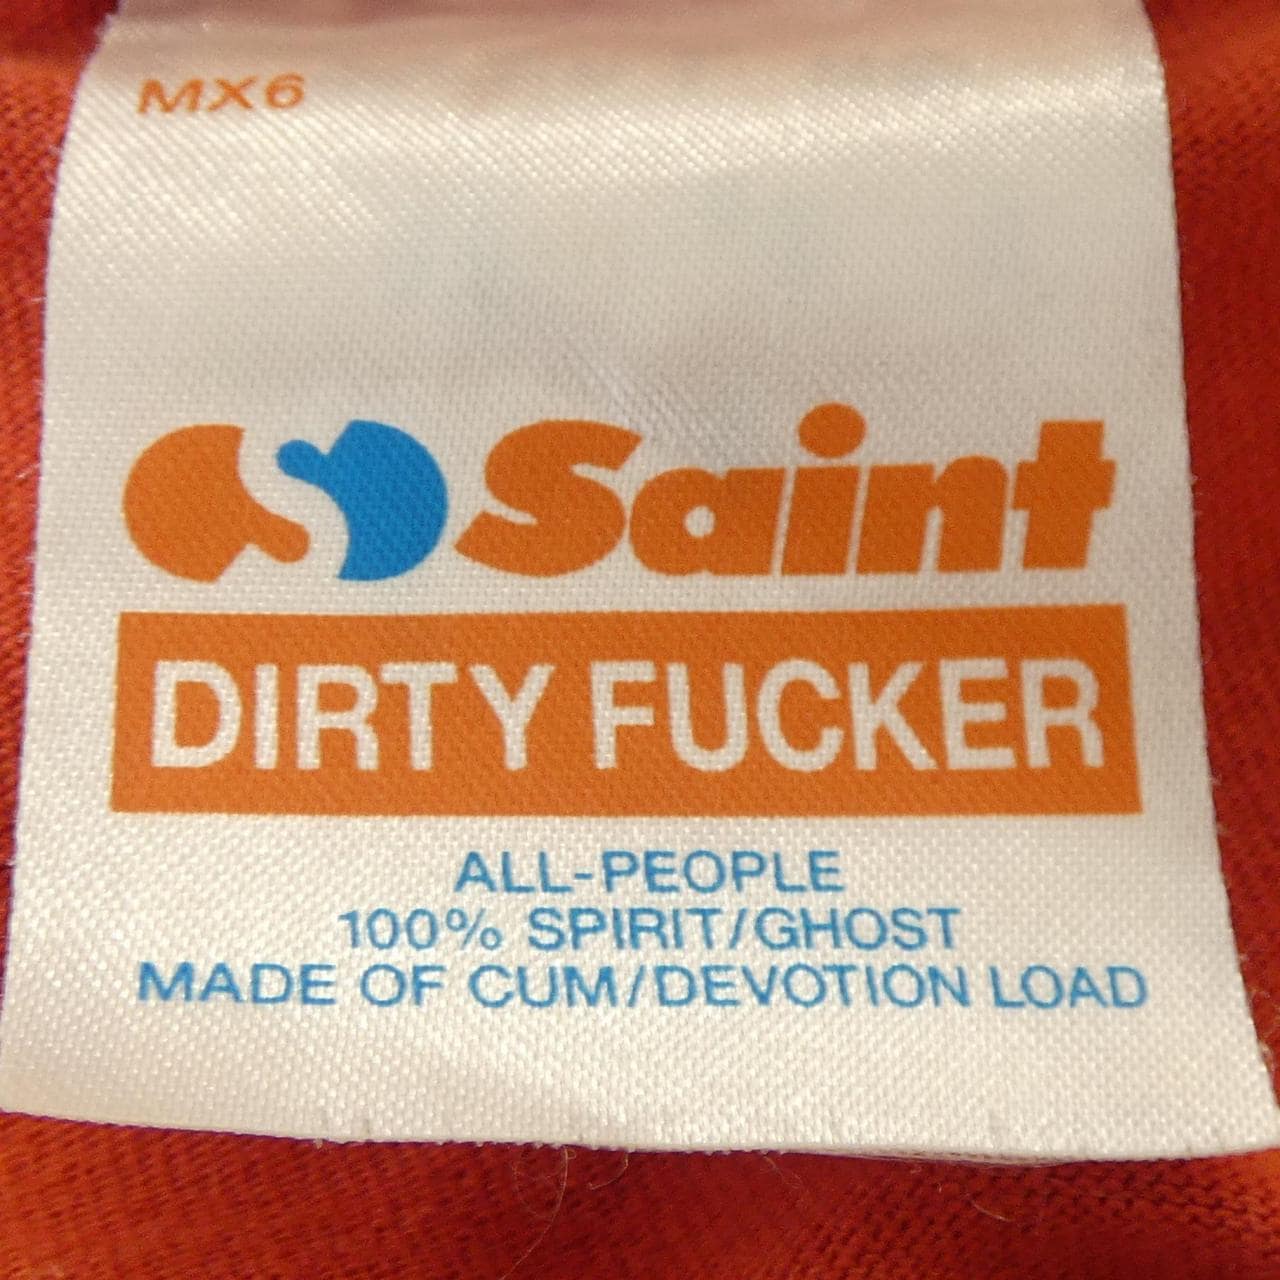 MX6
Saint
DIRTY FUCKER
ALL-PEOPLE
100% SPIRIT/GHOST
MADE OF CUM/DEVOTION LOAD